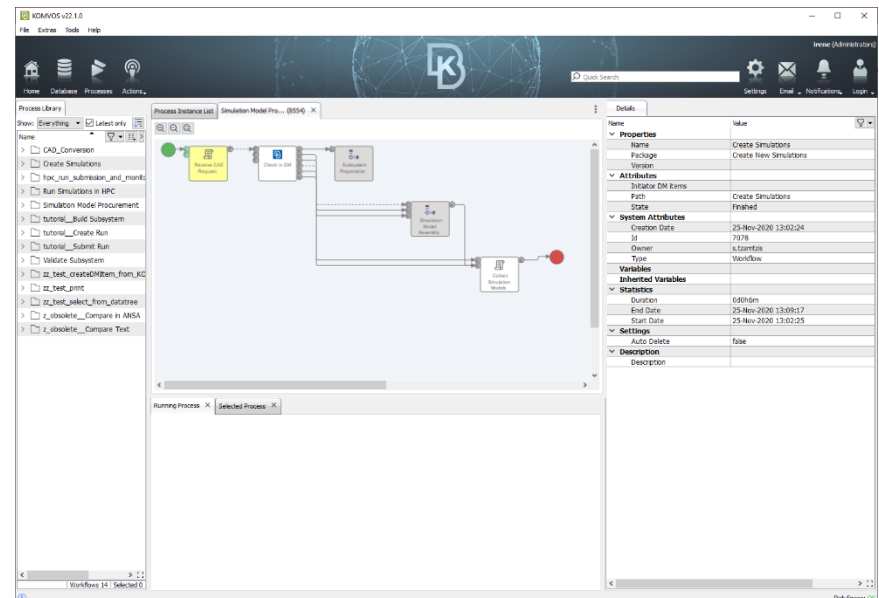 KOMVOS v22.1.0
File Extras Tools Help
Irene (Administrators)
Home Database Processes Actions
Quick Search
Settings Email Notifications Login
Process Library
Show: Everything Latest only
Name
CAD_Conversion
Create Simulations
hpc_run_submission_and_monito
Run Simulations in HPC
Simulation Model Procurement
tutorial__Build Subsystem
tutorial__Create Run
tutorial__Submit Run
Validate Subsystem
zz_test_createDMItem_from_KO
zz_test_print
zz_test_select_from_datatree
z_obsolete__Compare in ANSA
z_obsolete__Compare Text
Workflows 14 Selected 0
Process Instance List Simulation Model Pro... (8554)
Receive CAD
Request
Check in DM
Subsystem
Preparation
Simulation
Model
Assembly
Collect
Simulation
Models
Running Process Selected Process
Details
Name Value
Properties
Name Create Simulations
Package Create New Simulations
Version
Attributes
Initiator DM items
Path Create Simulations
State Finished
System Attributes
Creation Date 25-Nov-2020 13:02:24
Id 7078
Owner s.tzamtzis
Type Workflow
Variables
Inherited Variables
Statistics
Duration 0d0h6m
End Date 25-Nov-2020 13:09:17
Start Date 25-Nov-2020 13:02:25
Settings
Auto Delete false
Description
Description